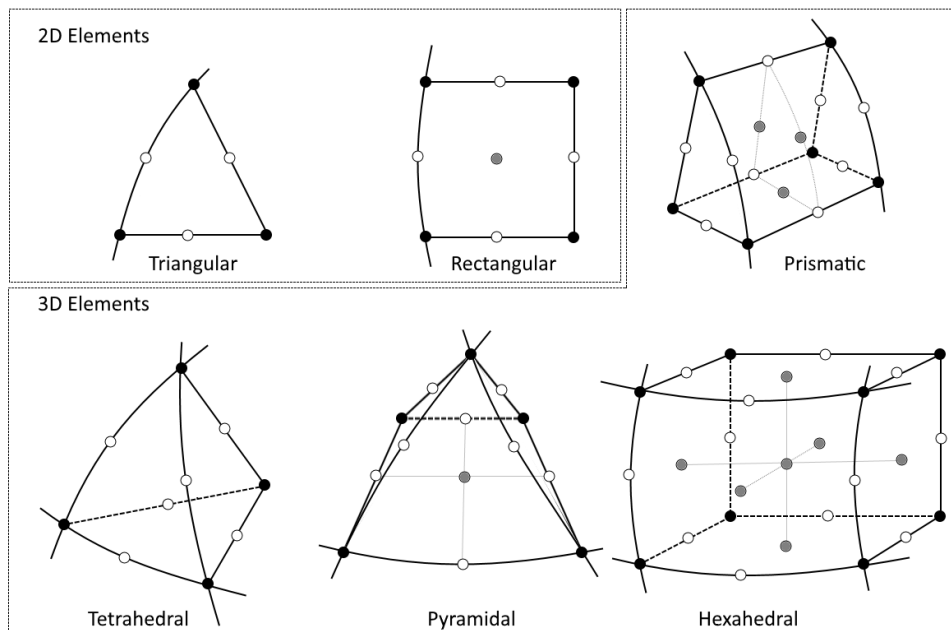 2D Elements
Triangular
Rectangular
Prismatic
3D Elements
Tetrahedral
Pyramidal
Hexahedral